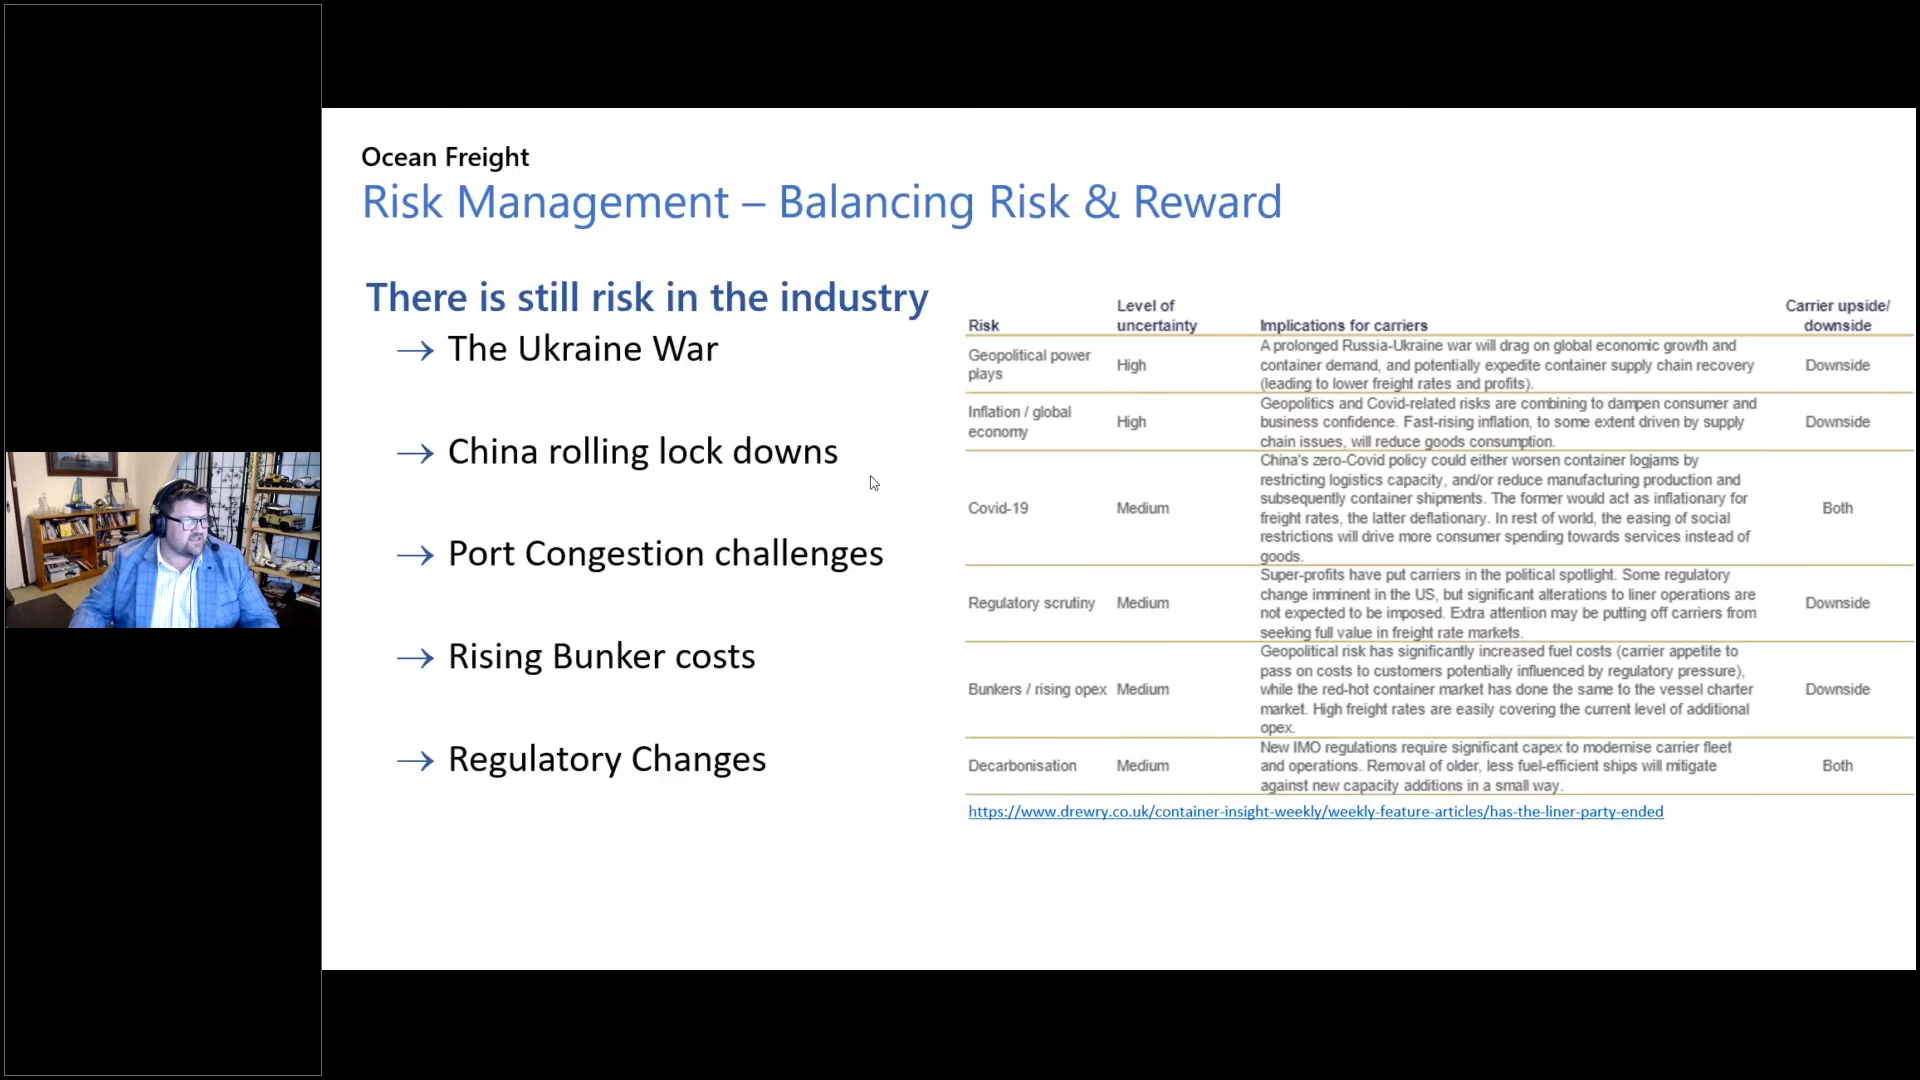 Ocean Freight
Risk Management – Balancing Risk & Reward
There is still risk in the industry
→ The Ukraine War
→ China rolling lock downs
→ Port Congestion challenges
→ Rising Bunker costs
→ Regulatory Changes
Risk
Level of
uncertainty
Implications for carriers
Carrier upside/
downside
Geopolitical power
plays
High
A prolonged Russia-Ukraine war will drag on global economic growth and
container demand, and potentially expedite container supply chain recovery
(leading to lower freight rates and profits).
Downside
Inflation / global
economy
High
Geopolitics and Covid-related risks are combining to dampen consumer and
business confidence. Fast-rising inflation, to some extent driven by supply
chain issues, will reduce goods consumption.
Downside
Covid-19
Medium
China's zero-Covid policy could either worsen container logjams by
restricting logistics capacity, and/or reduce manufacturing production and
subsequently container shipments. The former would act as inflationary for
freight rates, the latter deflationary. In rest of world, the easing of social
restrictions will drive more consumer spending towards services instead of
goods.
Both
Regulatory scrutiny
Medium
Super-profits have put carriers in the political spotlight. Some regulatory
change imminent in the US, but significant alterations to liner operations are
not expected to be imposed. Extra attention may be putting off carriers from
seeking full value in freight rate markets.
Downside
Bunkers / rising opex
Medium
Geopolitical risk has significantly increased fuel costs (carrier appetite to
pass on costs to customers potentially influenced by regulatory pressure),
while the red-hot container market has done the same to the vessel charter
market. High freight rates are easily covering the current level of additional
opex.
Downside
Decarbonisation
Medium
New IMO regulations require significant capex to modernise carrier fleet
and operations. Removal of older, less fuel-efficient ships will mitigate
against new capacity additions in a small way.
Both
https://www.drewry.co.uk/container-insight-weekly/weekly-feature-articles/has-the-liner-party-ended